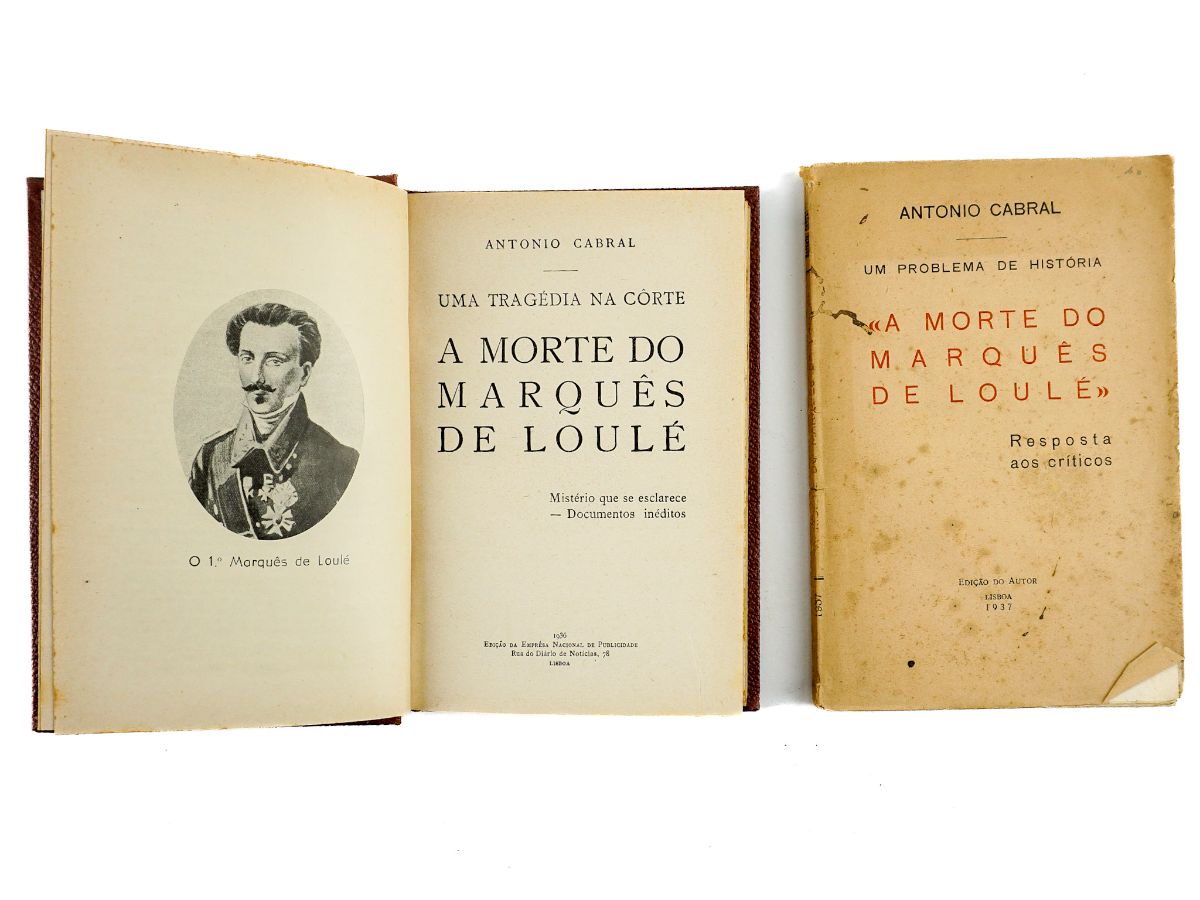 O 1.º Marquês de Loulé
ANTONIO CABRAL
UMA TRAGÉDIA NA CÔRTE
A MORTE DO
MARQUÊS
DE LOULÉ
Mistério que se esclarece
— Documentos inéditos
1936
EDIÇÃO DA EMPRÊSA NACIONAL DE PUBLICIDADE
Rua do Diário de Notícias, 78
LISBOA
ANTONIO CABRAL
UM PROBLEMA DE HISTÓRIA
«A MORTE DO
MARQUÊS
DE LOULÉ»
Resposta
aos críticos
EDIÇÃO DO AUTOR
LISBOA
1937
1937